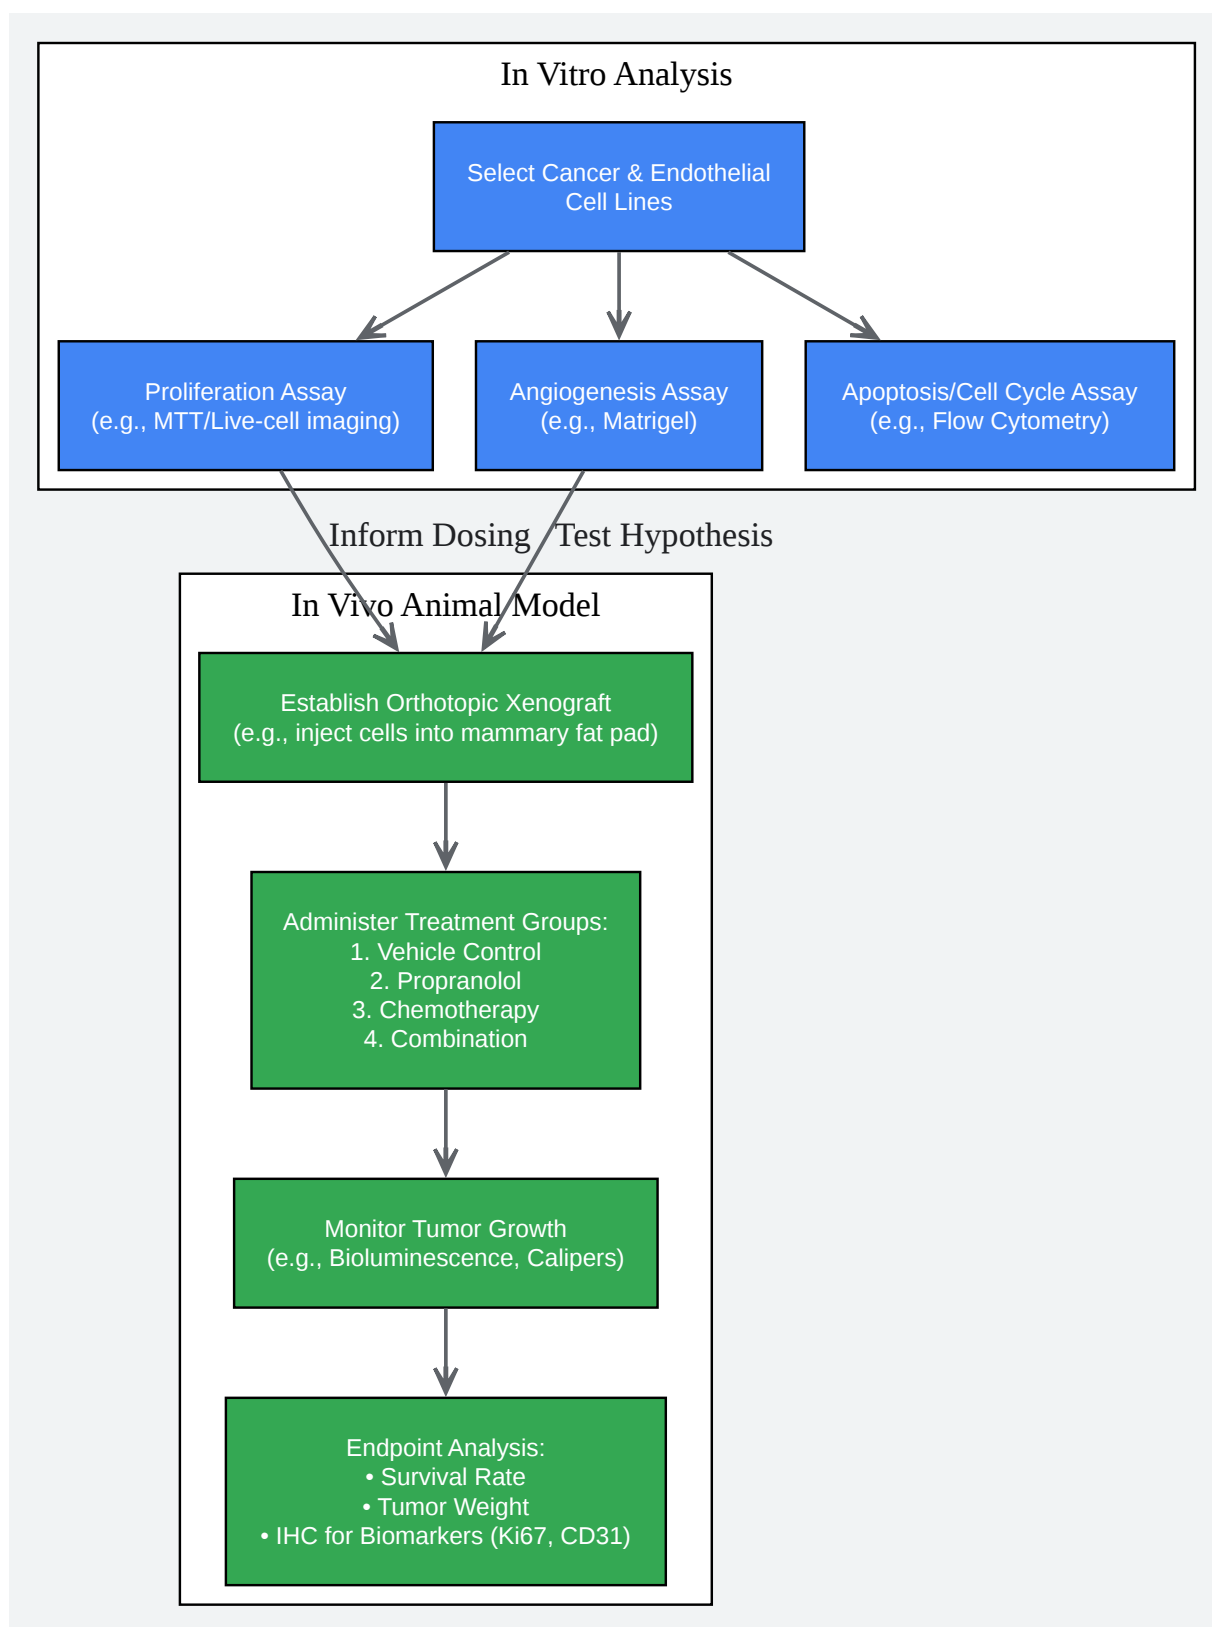 In Vitro Analysis
Select Cancer & Endothelial
Cell Lines
Proliferation Assay
(e.g., MTT/Live-cell imaging)
Angiogenesis Assay
(e.g., Matrigel)
Apoptosis/Cell Cycle Assay
(e.g., Flow Cytometry)
Inform Dosing
Test Hypothesis
In Vivo Animal Model
Establish Orthotopic Xenograft
(e.g., inject cells into mammary fat pad)
Administer Treatment Groups:
1. Vehicle Control
2. Propranolol
3. Chemotherapy
4. Combination
Monitor Tumor Growth
(e.g., Bioluminescence, Calipers)
Endpoint Analysis:
• Survival Rate
• Tumor Weight
• IHC for Biomarkers (Ki67, CD31)